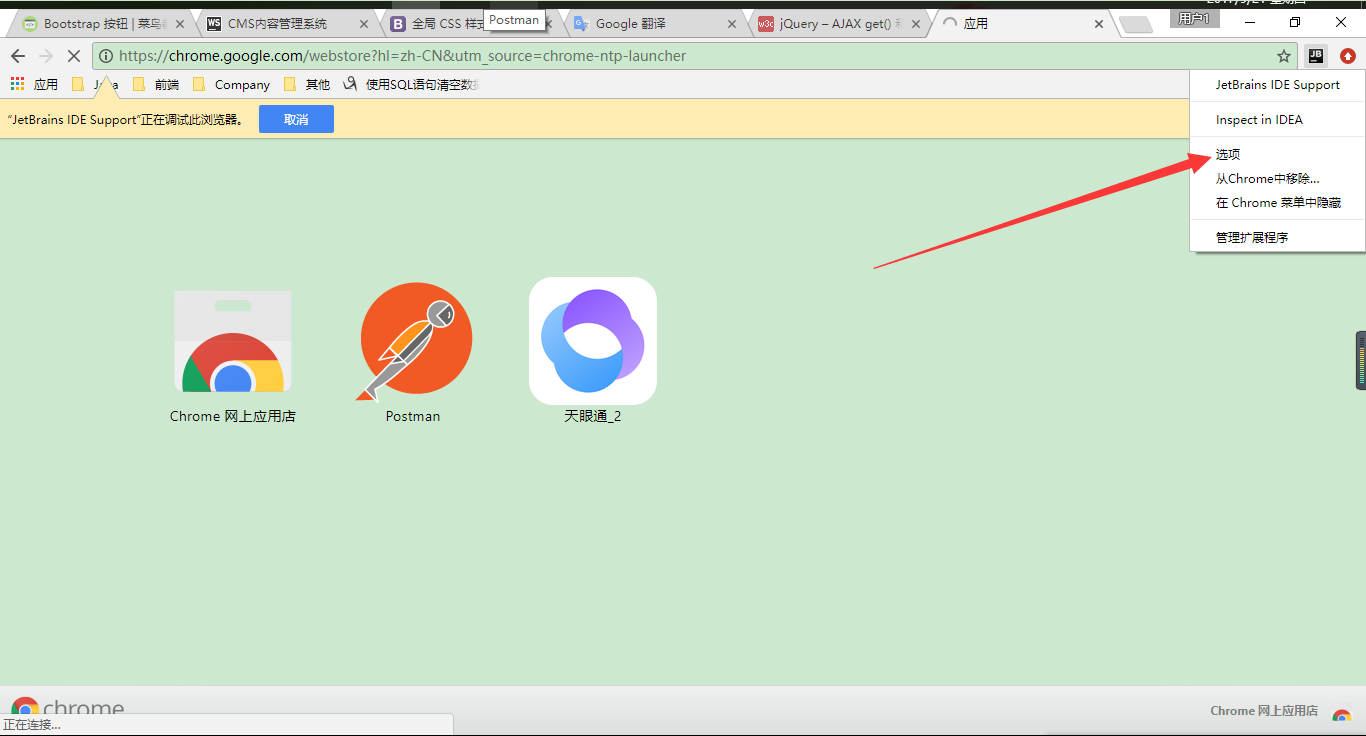 Bootstrap 按钮 | 菜鸟
CMS内容管理系统
全局 CSS 样式
Postman
Google 翻译
jQuery – AJAX get() 和
应用
用户1
https://chrome.google.com/webstore?hl=zh-CN&utm_source=chrome-ntp-launcher
应用
Java
前端
Company
其他
使用SQL语句清空数据
"JetBrains IDE Support"正在调试此浏览器。
取消
JetBrains IDE Support
Inspect in IDEA
选项
从Chrome中移除...
在 Chrome 菜单中隐藏
管理扩展程序
Chrome 网上应用店
Postman
天眼通_2
chrome
正在连接...
Chrome 网上应用店